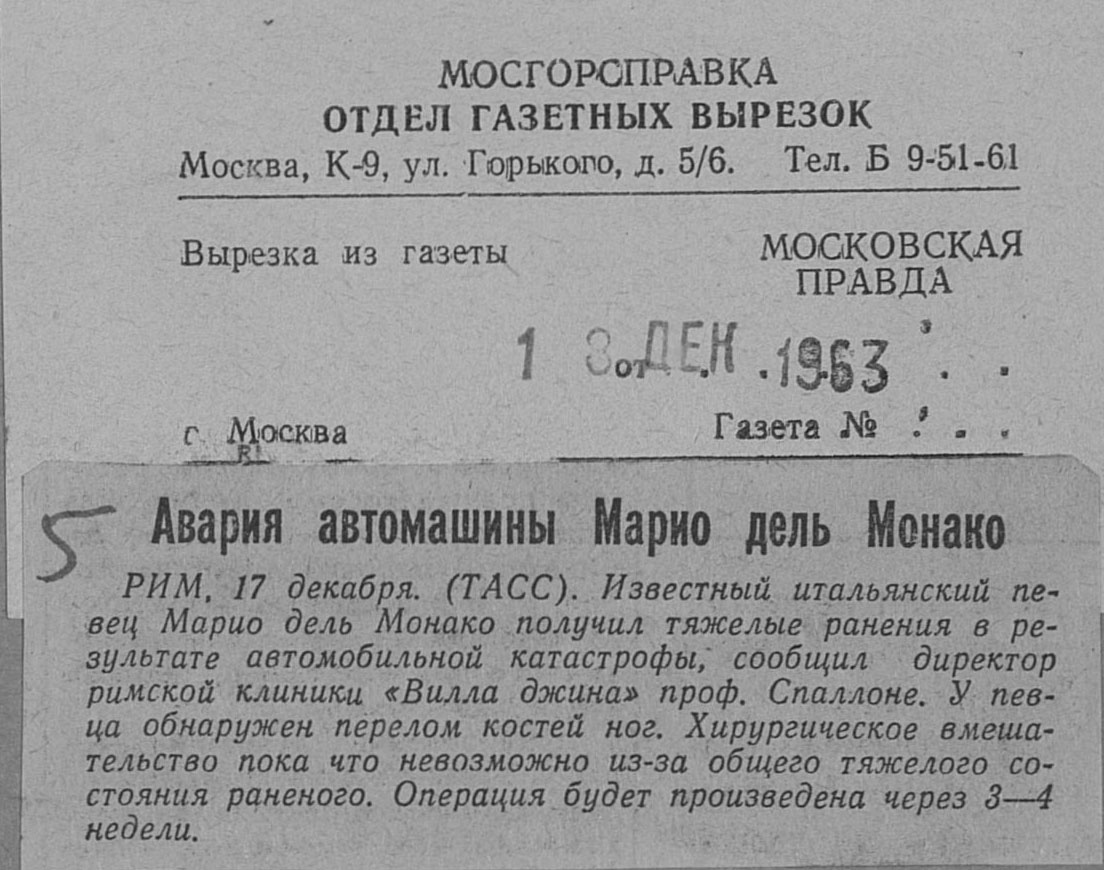 МОСГОРСПРАВКА
ОТДЕЛ ГАЗЕТНЫХ ВЫРЕЗОК
Москва, К-9, ул. Горького, д. 5/6. Тел. Б 9-51-61
Вырезка из газеты МОСКОВСКАЯ
ПРАВДА
1 8 от ДЕК . 1963 . .
г. Москва Газета № . . .
5 Авария автомашины Марио дель Монако
РИМ, 17 декабря. (ТАСС). Известный итальянский пе-
вец Марио дель Монако получил тяжелые ранения в ре-
зультате автомобильной катастрофы, сообщил директор
римской клиники «Вилла джина» проф. Спаллоне. У пев-
ца обнаружен перелом костей ног. Хирургическое вмеша-
тельство пока что невозможно из-за общего тяжелого со-
стояния раненого. Операция будет произведена через 3—4
недели.